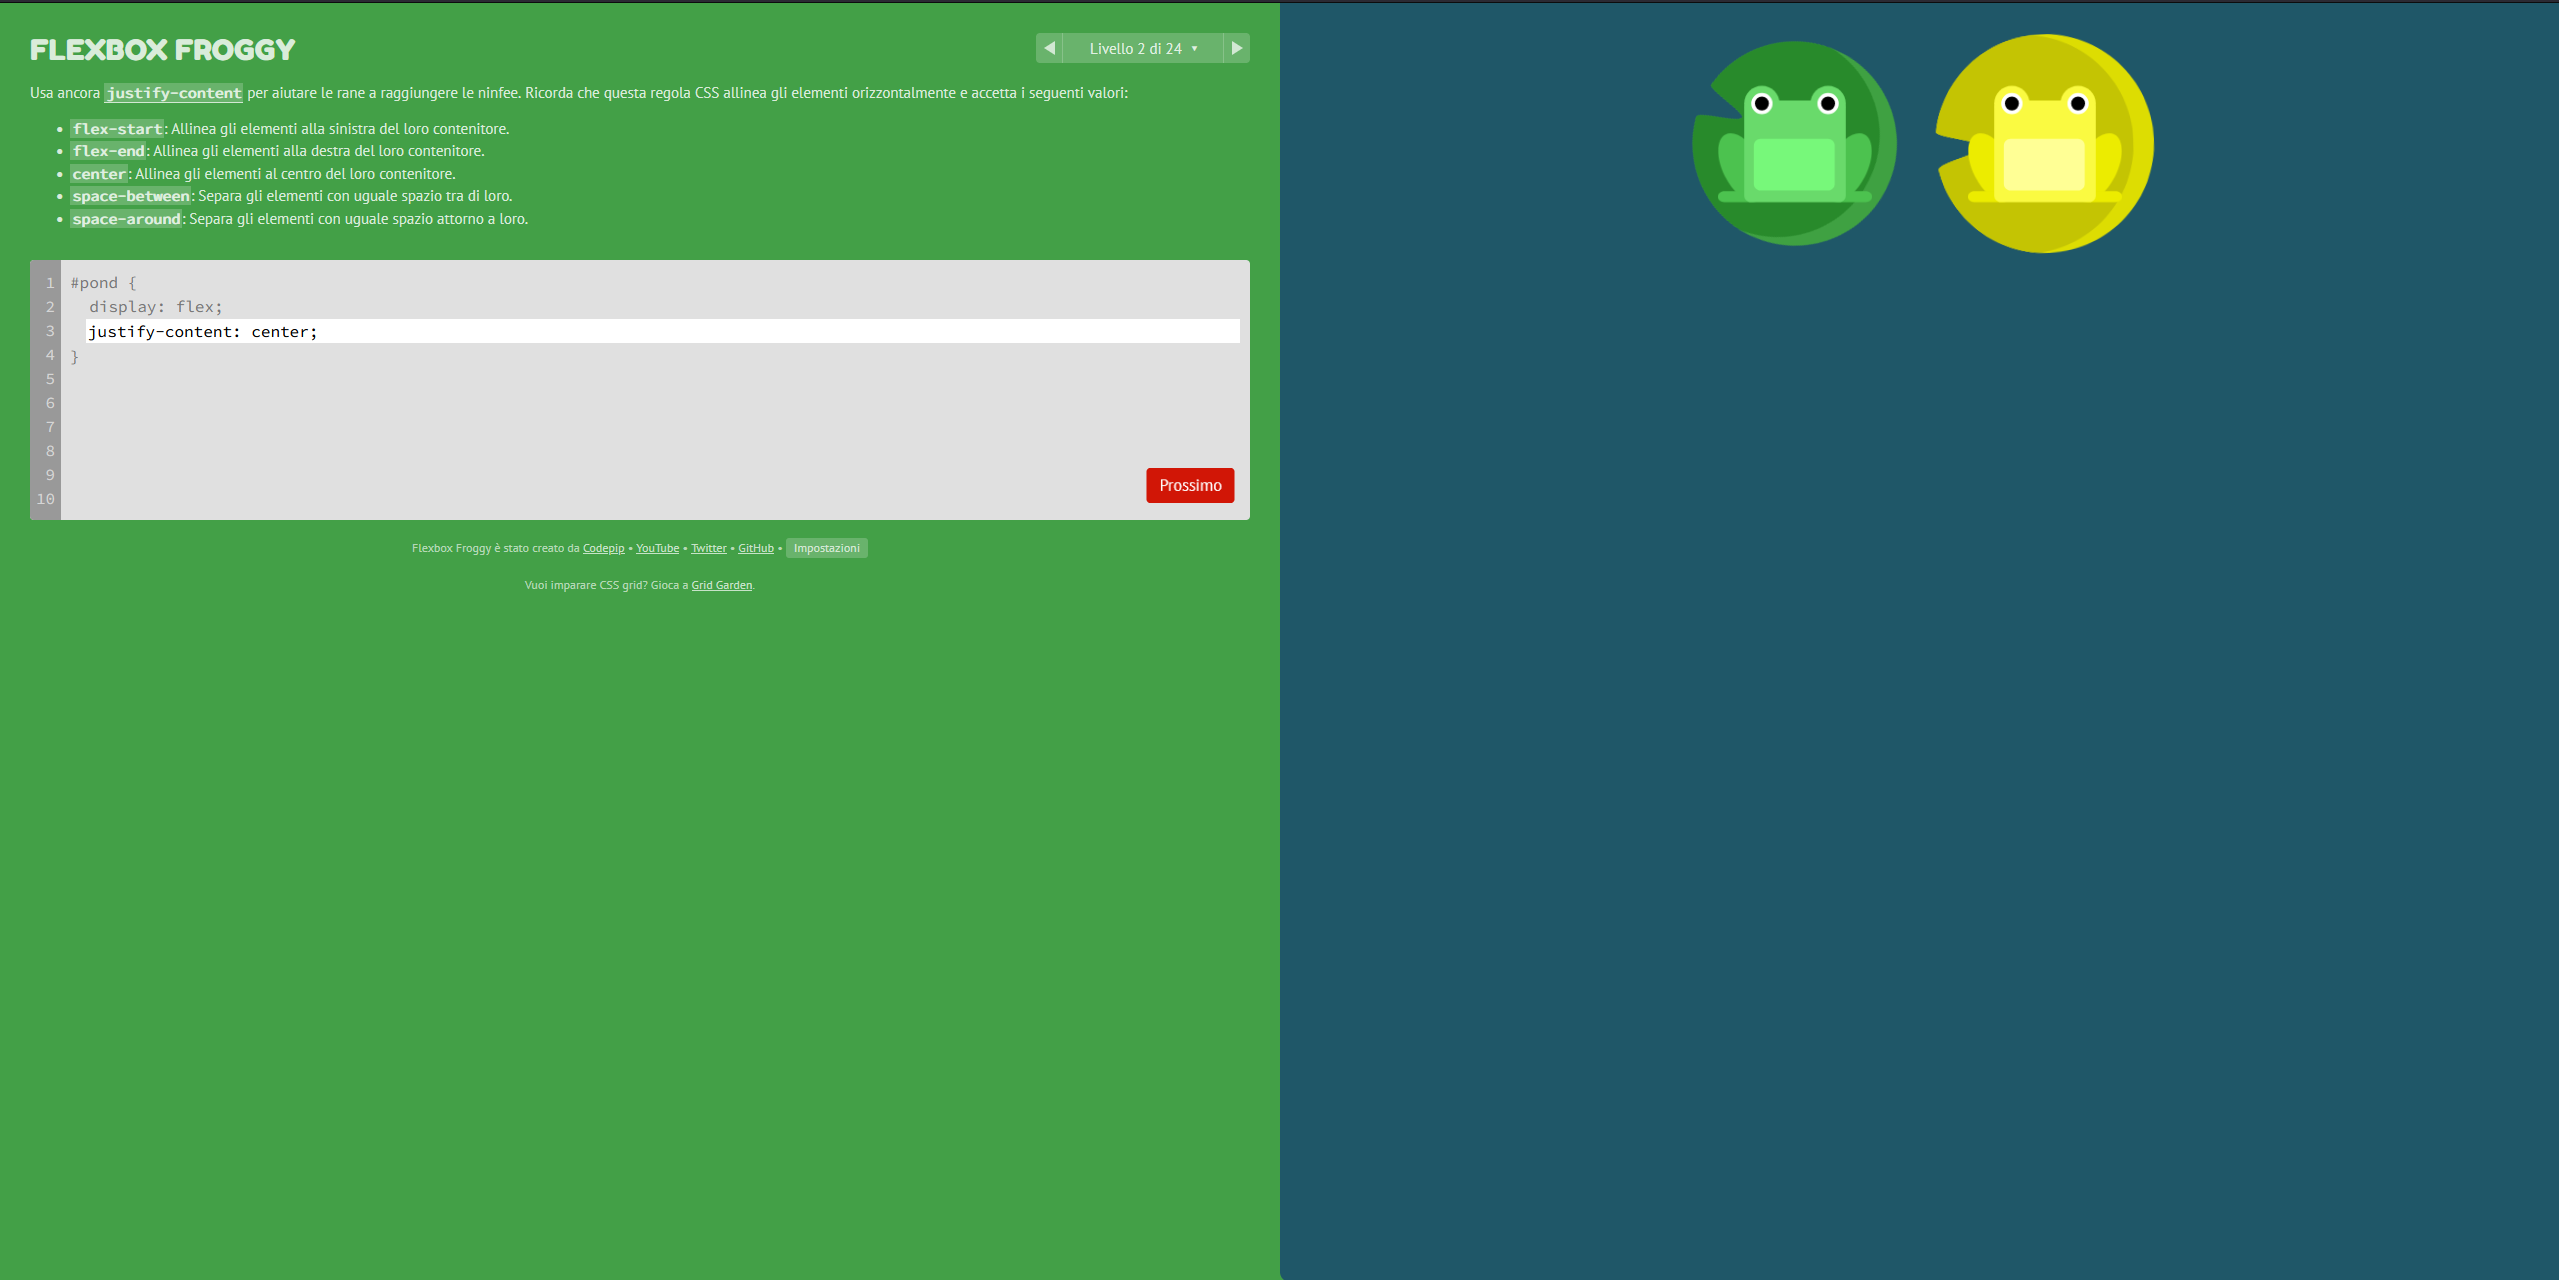 FLEXBOX FROGGY
Livello 2 di 24
Usa ancora justify-content per aiutare le rane a raggiungere le ninfee. Ricorda che questa regola CSS allinea gli elementi orizzontalmente e accetta i seguenti valori:
• flex-start: Allinea gli elementi alla sinistra del loro contenitore.
• flex-end: Allinea gli elementi alla destra del loro contenitore.
• center: Allinea gli elementi al centro del loro contenitore.
• space-between: Separa gli elementi con uguale spazio tra di loro.
• space-around: Separa gli elementi con uguale spazio attorno a loro.
1 #pond {
2 display: flex;
3 justify-content: center;
4 }
5
6
7
8
9
10
Prossimo
Flexbox Froggy è stato creato da Codepip • YouTube • Twitter • GitHub • Impostazioni
Vuoi imparare CSS grid? Gioca a Grid Garden.